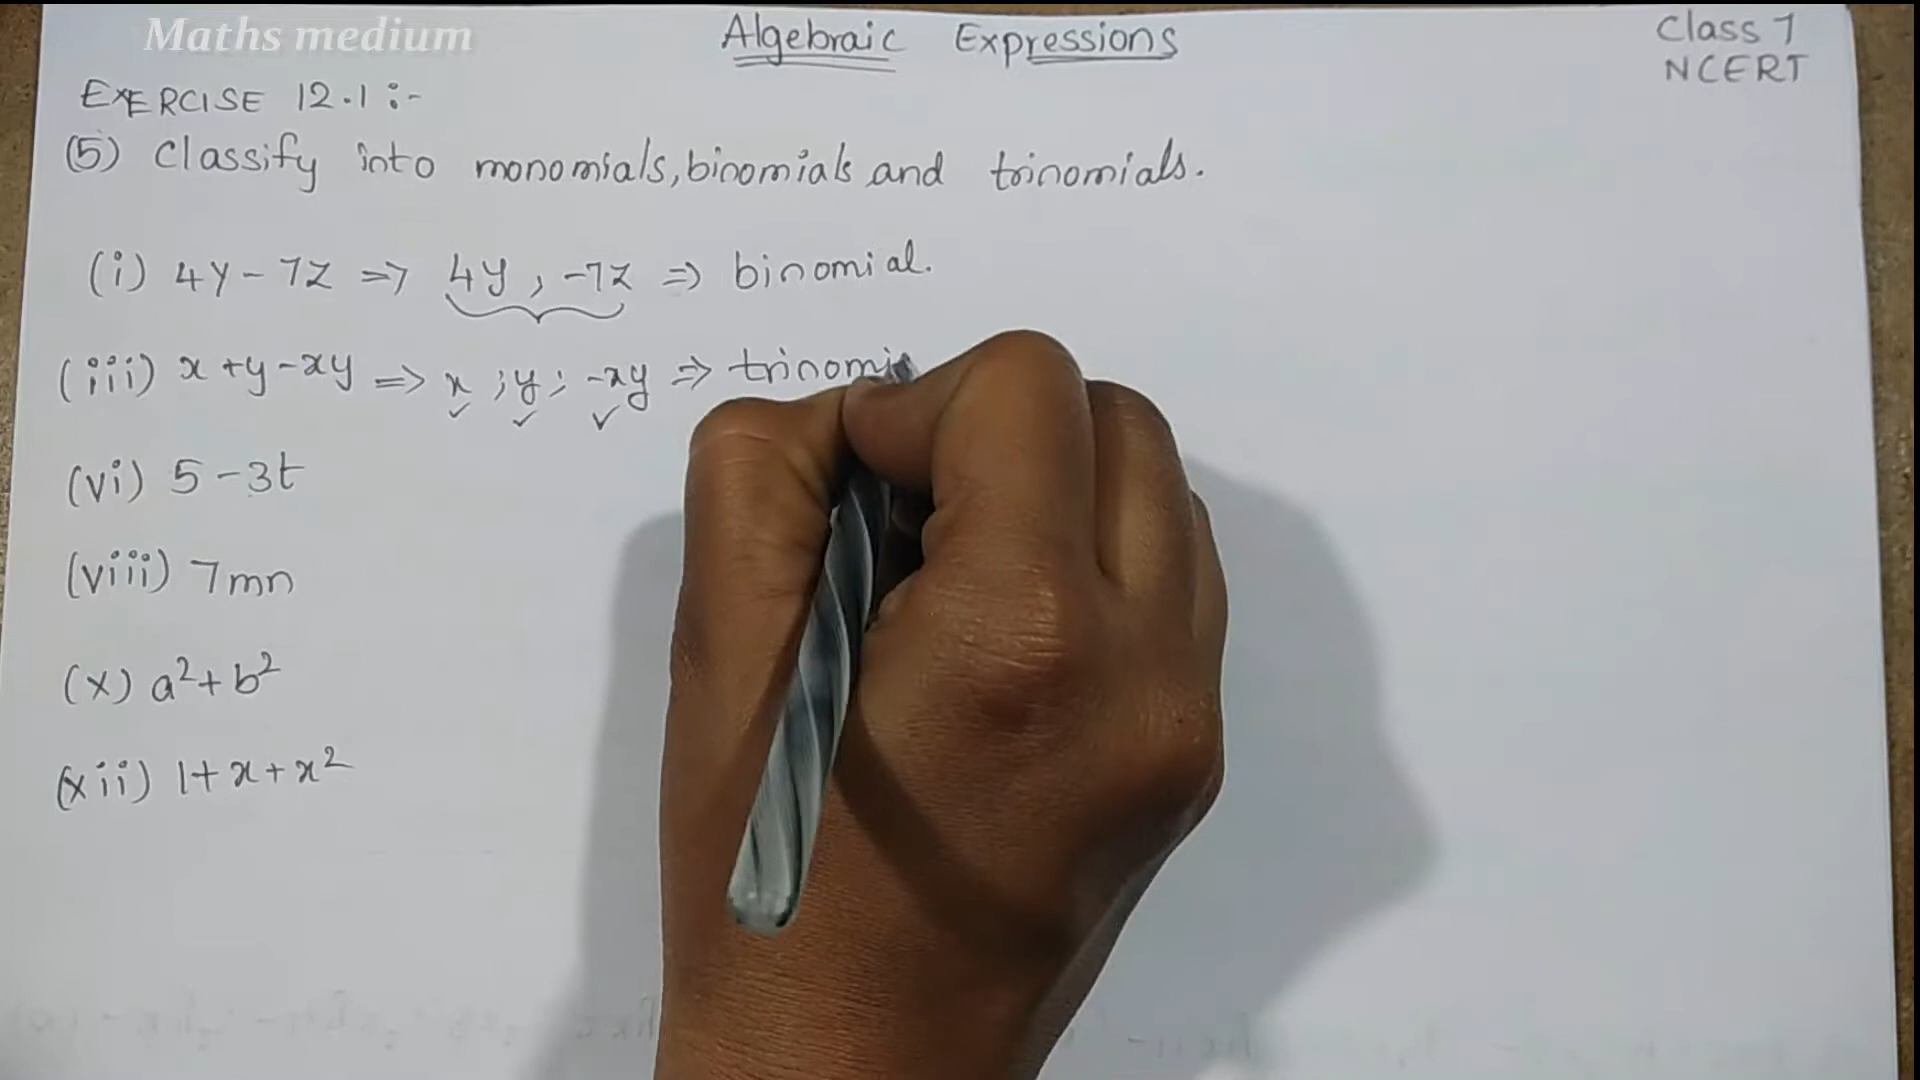 Maths medium
Algebraic Expressions
Class 7
NCERT
EXERCISE 12.1 :-
(5) Classify into monomials, binomials and trinomials.
(i) 4y - 7z => 4y, -7z => binomial.
(iii) x + y - xy => x ; y ; -xy => trinomi
(vi) 5 - 3t
(viii) 7mn
(x) a² + b²
(xii) 1 + x + x²